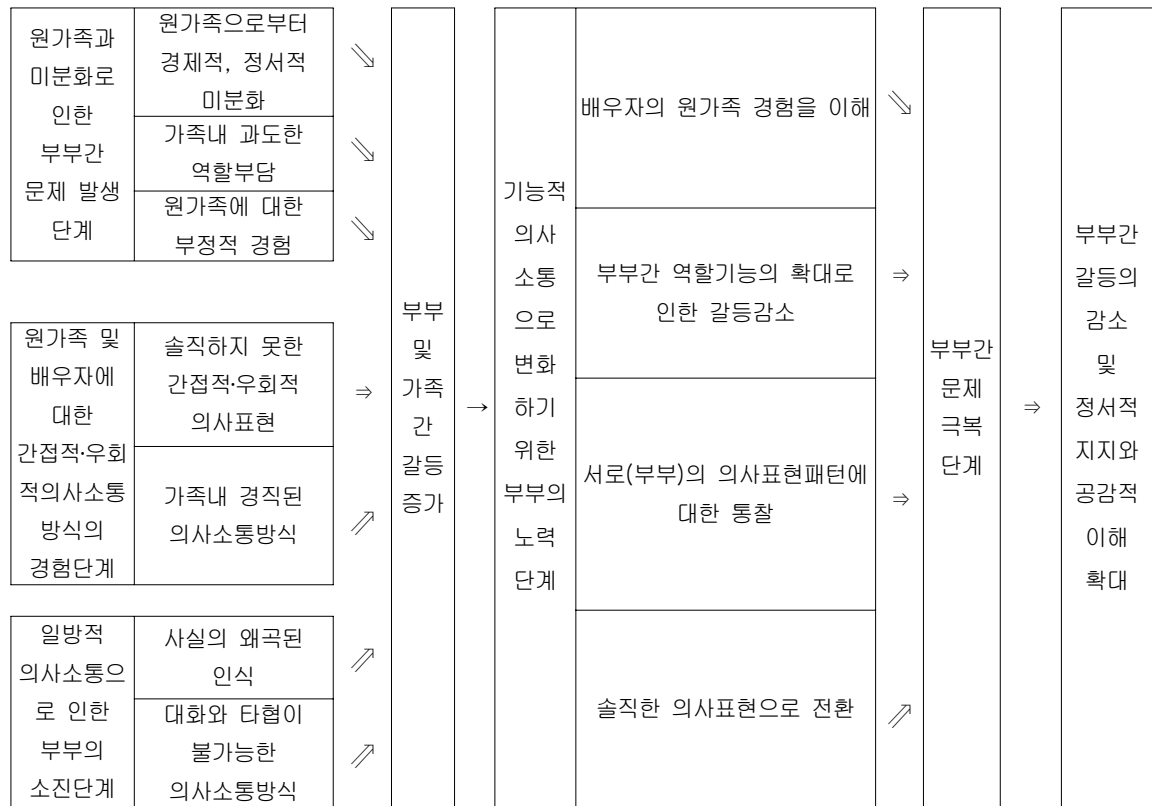 원가족과
미분화로
인한
부부간
문제 발생
단계
원가족으로부터
경제적, 정서적
미분화
가족내 과도한
역할부담
원가족에 대한
부정적 경험
⇘
⇘
⇘
원가족 및
배우자에
대한
간접적·우회
적의사소통
방식의
경험단계
솔직하지 못한
간접적·우회적
의사표현
가족내 경직된
의사소통방식
⇒
⇗
일방적
의사소통으
로 인한
부부의
소진단계
사실의 왜곡된
인식
대화와 타협이
불가능한
의사소통방식
⇗
⇗
부부
및
가족
간
갈등
증가
→
기능적
의사
소통
으로
변화
하기
위한
부부의
노력
단계
배우자의 원가족 경험을 이해
부부간 역할기능의 확대로
인한 갈등감소
서로(부부)의 의사표현패턴에
대한 통찰
솔직한 의사표현으로 전환
⇘
⇒
⇒
⇗
부부간
문제
극복
단계
⇒
부부간
갈등의
감소
및
정서적
지지와
공감적
이해
확대